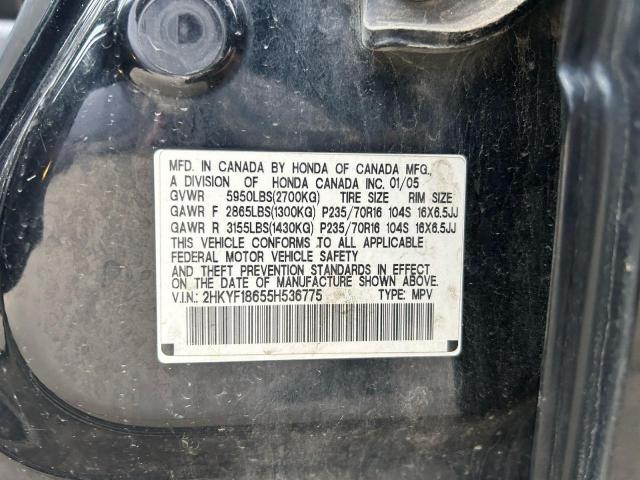 MFD. IN CANADA BY HONDA OF CANADA MFG.,
A DIVISION OF HONDA CANADA INC. 01/05
GVWR 5950LBS(2700KG) TIRE SIZE RIM SIZE
GAWR F 2865LBS(1300KG) P235/70R16 104S 16X6.5JJ
GAWR R 3155LBS(1430KG) P235/70R16 104S 16X6.5JJ
THIS VEHICLE CONFORMS TO ALL APPLICABLE
FEDERAL MOTOR VEHICLE SAFETY
AND THEFT PREVENTION STANDARDS IN EFFECT
ON THE DATE OF MANUFACTURE SHOWN ABOVE.
V.I.N.: 2HKYF18655H536775 TYPE: MPV